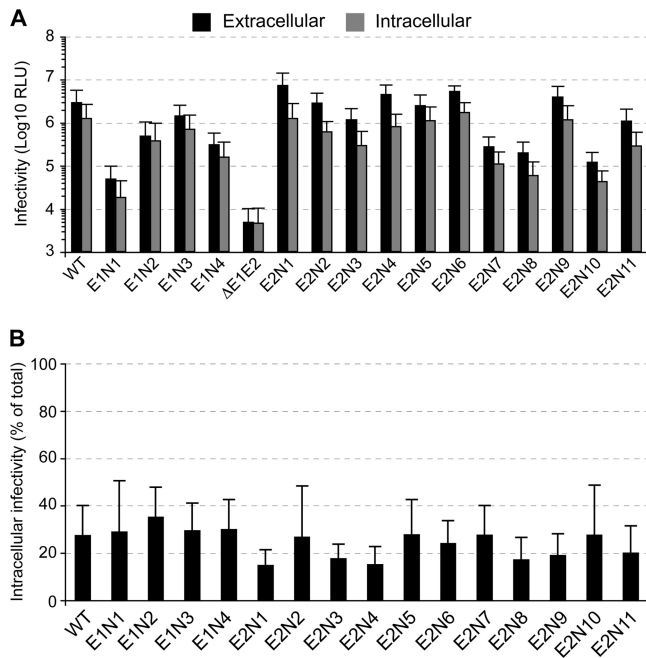 A
Extracellular Intracellular
Infectivity (Log10 RLU)
8
7
6
5
4
3
WT E1N1 E1N2 E1N3 E1N4 ΔE1E2 E2N1 E2N2 E2N3 E2N4 E2N5 E2N6 E2N7 E2N8 E2N9 E2N10 E2N11
B
Intracellular infectivity (% of total)
100
80
60
40
20
0
WT E1N1 E1N2 E1N3 E1N4 E2N1 E2N2 E2N3 E2N4 E2N5 E2N6 E2N7 E2N8 E2N9 E2N10 E2N11